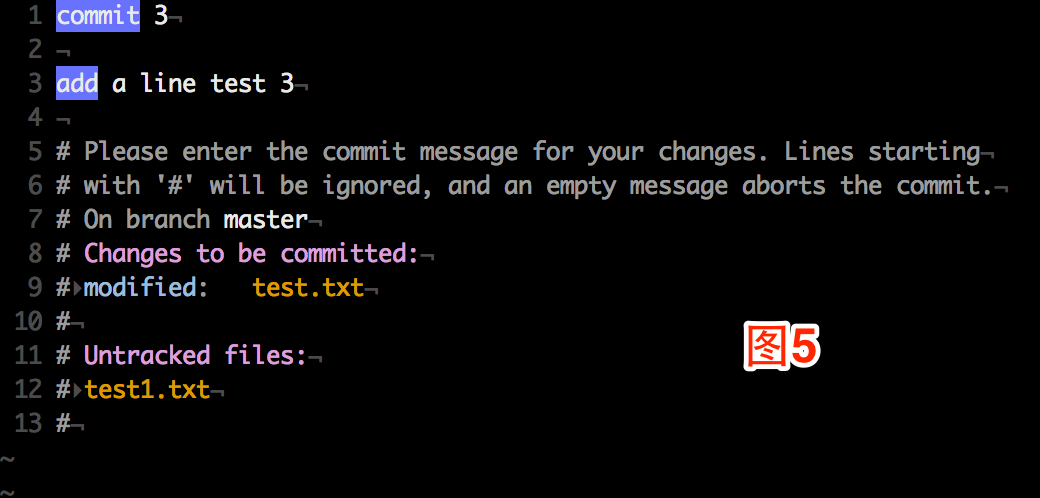 1 commit 3¬
2 ¬
3 add a line test 3¬
4 ¬
5 # Please enter the commit message for your changes. Lines starting¬
6 # with '#' will be ignored, and an empty message aborts the commit.¬
7 # On branch master¬
8 # Changes to be committed:¬
9 #▸modified:   test.txt¬
10 #¬
11 # Untracked files:¬
12 #▸test1.txt¬
13 #¬
~
~
图5